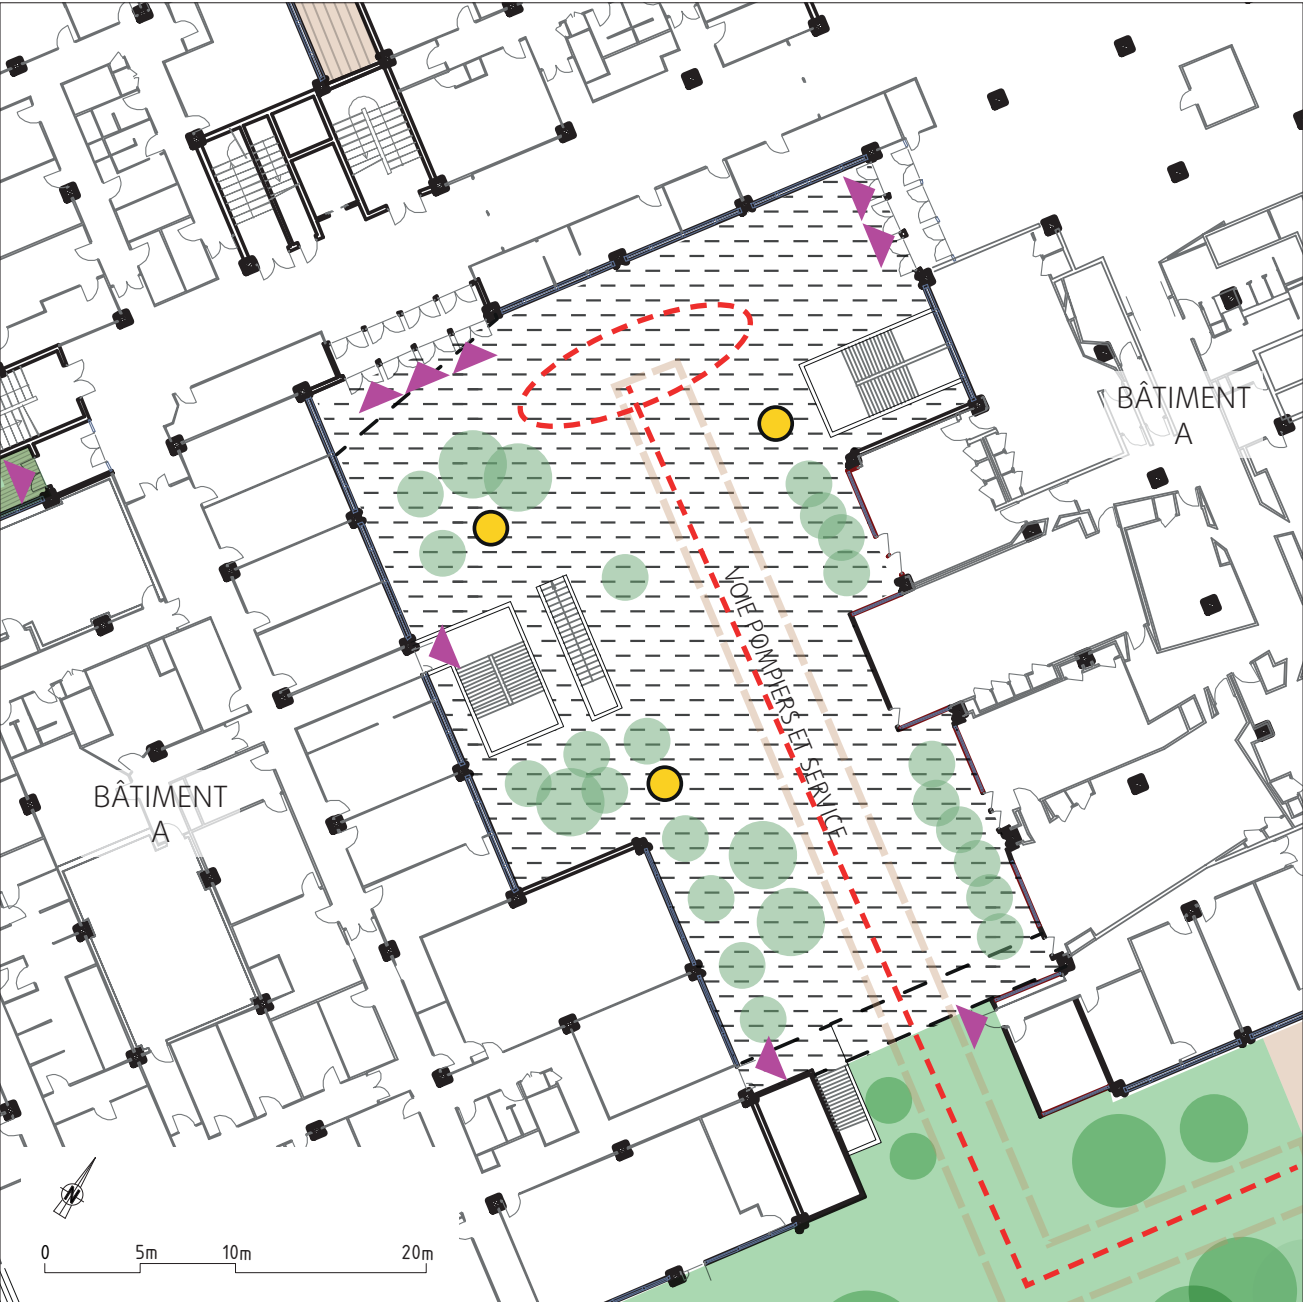 BÂTIMENT
A
VOIE POMPIERS ET SERVICE
BÂTIMENT
A
N
0 5m 10m 20m